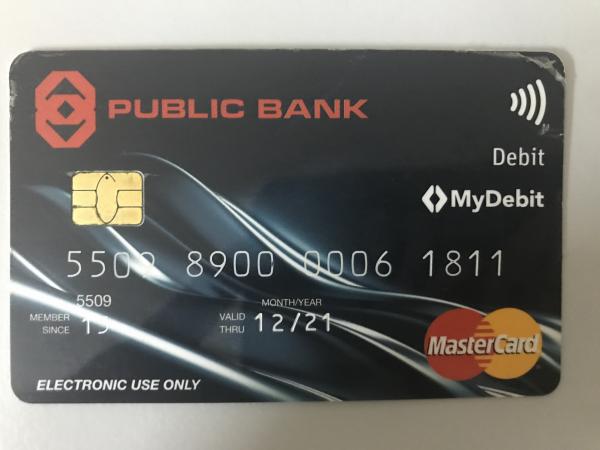 PUBLIC BANK
Debit
MyDebit
5509 8900 0006 1811
5509
MONTH/YEAR
MEMBER SINCE
VALID THRU 12/21
MasterCard
ELECTRONIC USE ONLY